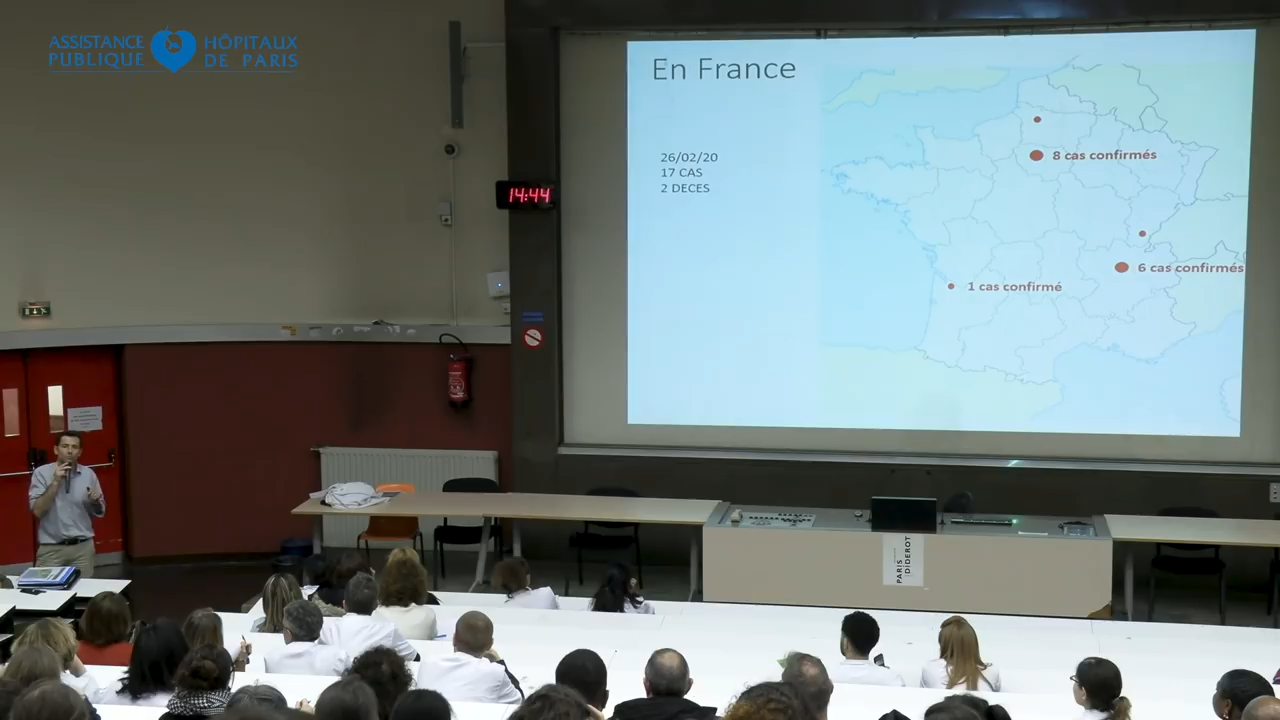 ASSISTANCE
PUBLIQUE
HÔPITAUX
DE PARIS
En France
26/02/20
17 CAS
2 DECES
8 cas confirmés
6 cas confirmés
1 cas confirmé
14:44
PARIS
DIDEROT